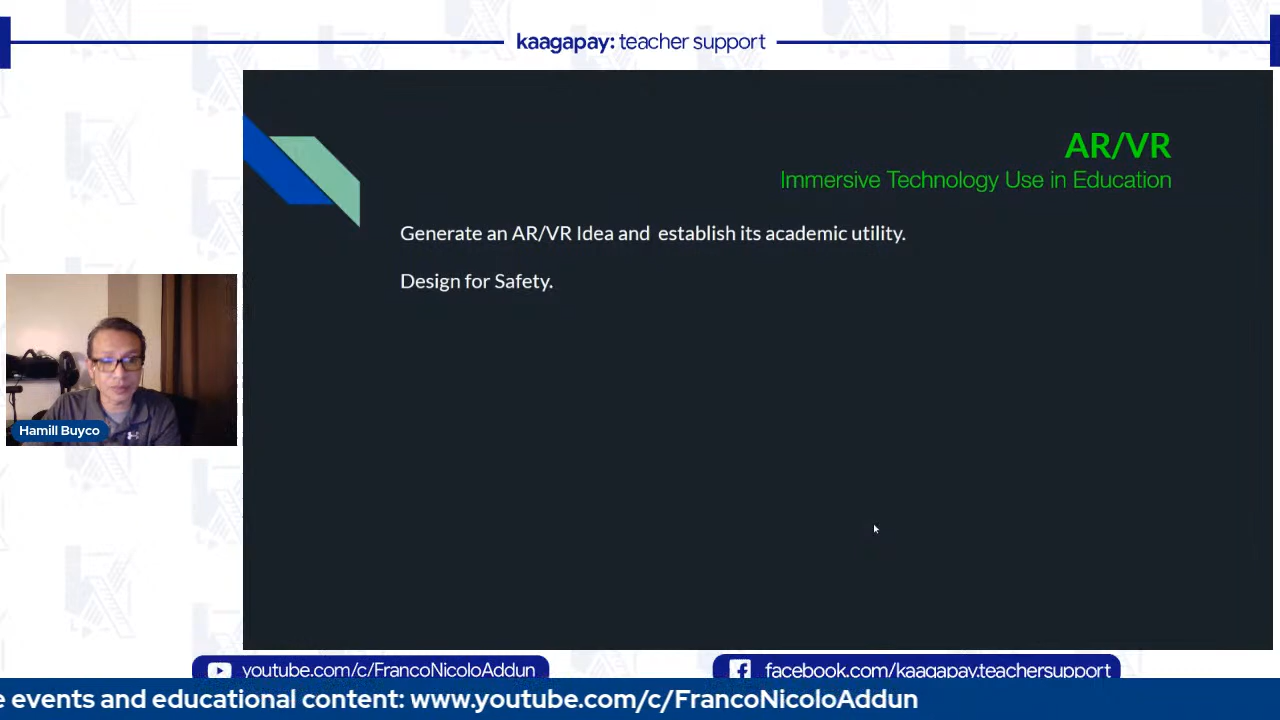 kaagapay: teacher support
AR/VR
Immersive Technology Use in Education
Generate an AR/VR Idea and establish its academic utility.
Design for Safety.
Hamill Buyco
youtube.com/c/FrancoNicoloAddun
facebook.com/kaagapay.teachersupport
events and educational content: www.youtube.com/c/FrancoNicoloAddun